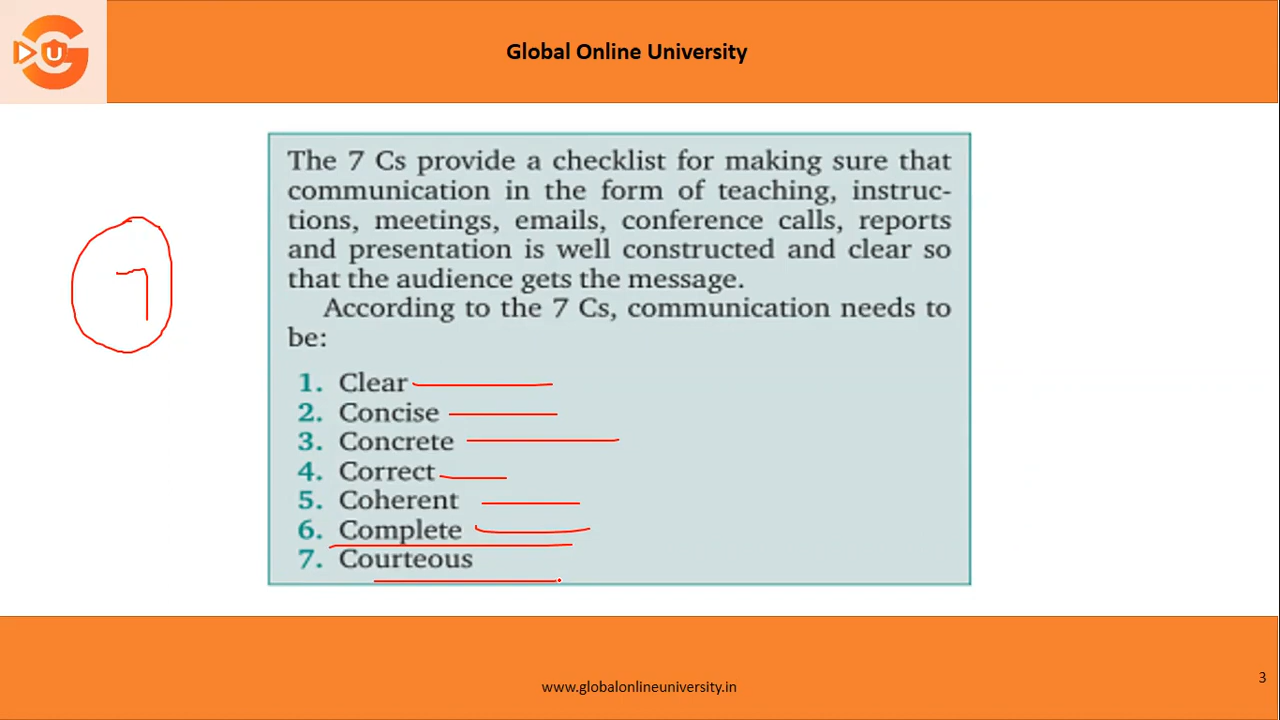 U
Global Online University
The 7 Cs provide a checklist for making sure that
communication in the form of teaching, instruc-
tions, meetings, emails, conference calls, reports
and presentation is well constructed and clear so
that the audience gets the message.
According to the 7 Cs, communication needs to
be:
7
1. Clear
2. Concise
3. Concrete
4. Correct
5. Coherent
6. Complete
7. Courteous
www.globalonlineuniversity.in
3